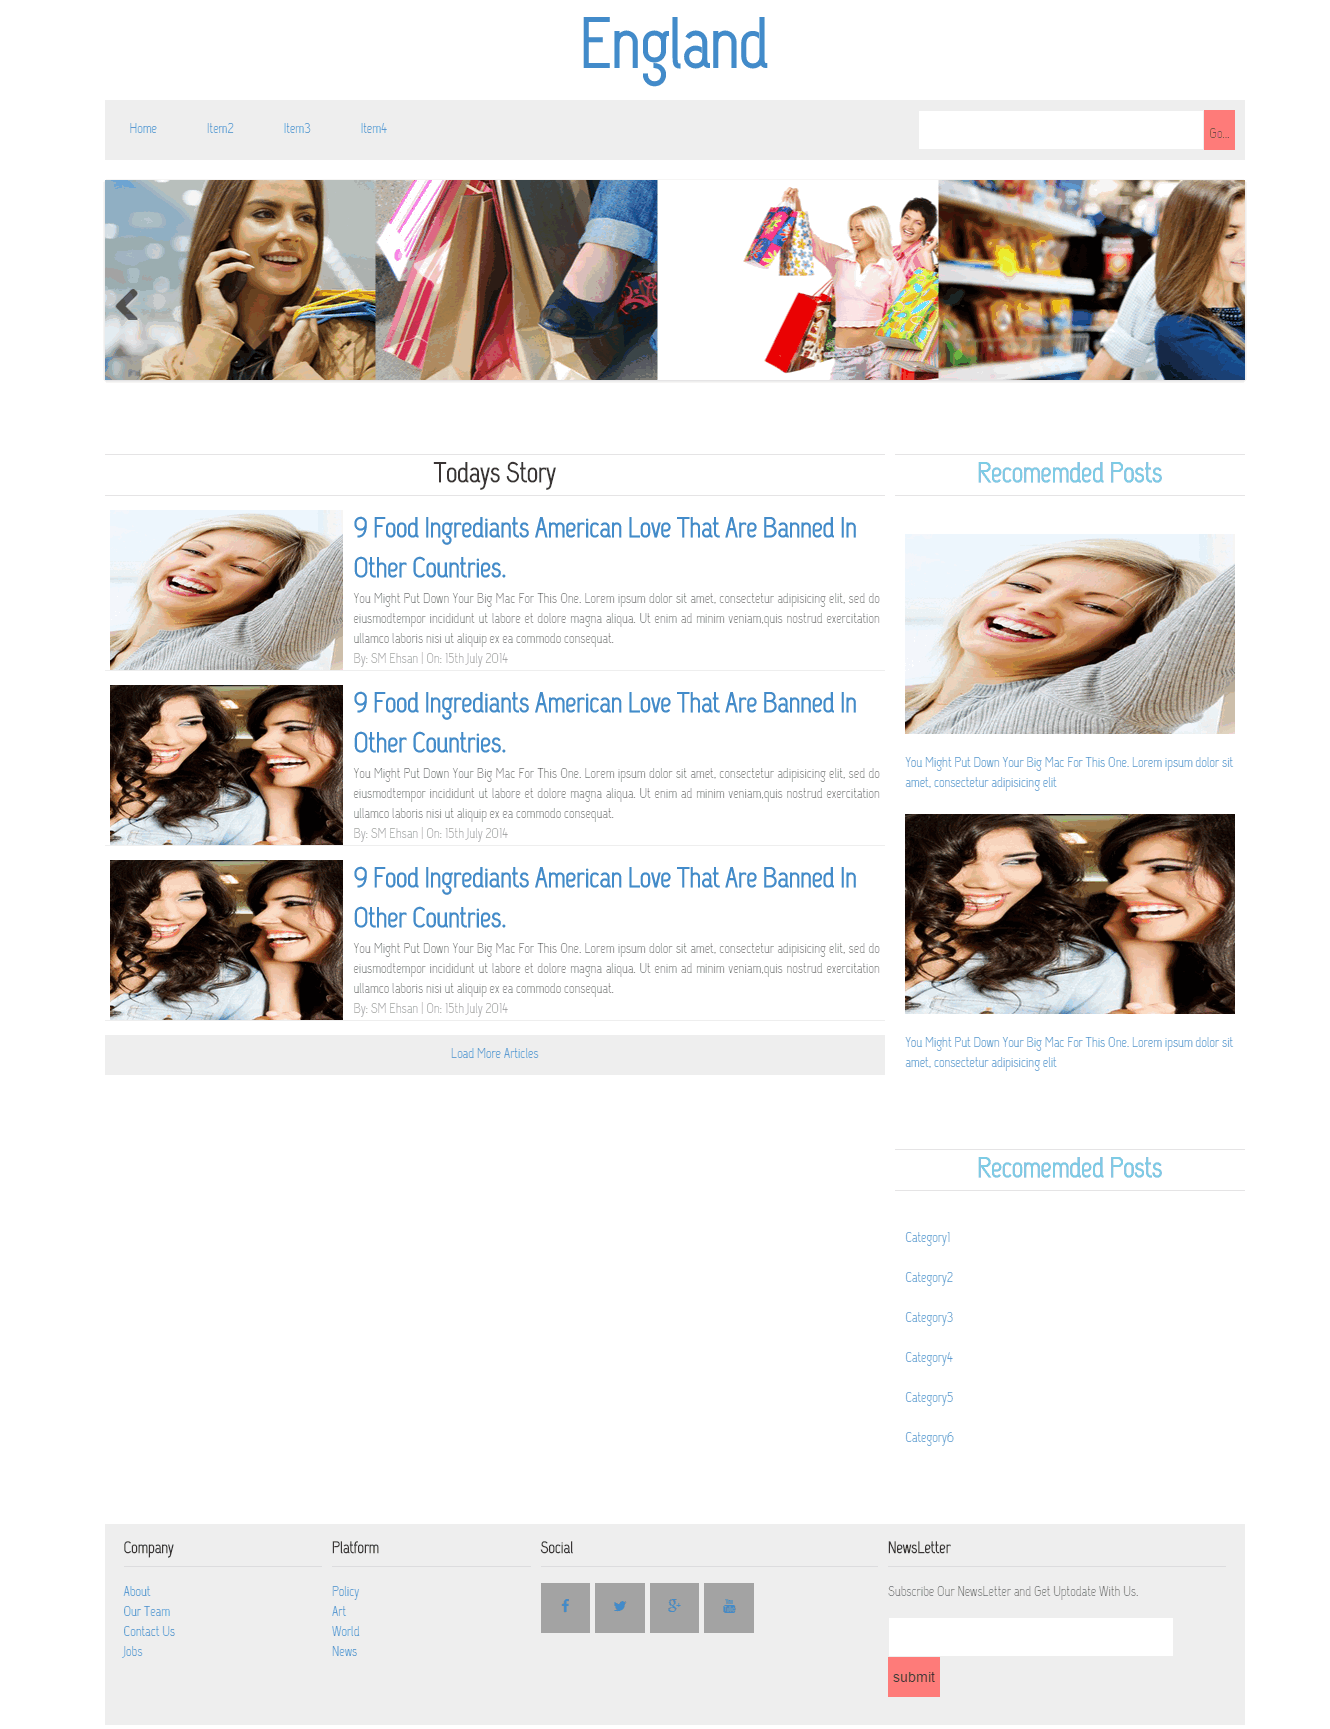 England
Home
Item2
Item3
Item4
Go...
Todays Story
9 Food Ingrediants American Love That Are Banned In
Other Countries.
You Might Put Down Your Big Mac For This One. Lorem ipsum dolor sit amet, consectetur adipisicing elit, sed do
eiusmodtempor incididunt ut labore et dolore magna aliqua. Ut enim ad minim veniam,quis nostrud exercitation
ullamco laboris nisi ut aliquip ex ea commodo consequat.
By: SM Ehsan | On: 15th July 2014
9 Food Ingrediants American Love That Are Banned In
Other Countries.
You Might Put Down Your Big Mac For This One. Lorem ipsum dolor sit amet, consectetur adipisicing elit, sed do
eiusmodtempor incididunt ut labore et dolore magna aliqua. Ut enim ad minim veniam,quis nostrud exercitation
ullamco laboris nisi ut aliquip ex ea commodo consequat.
By: SM Ehsan | On: 15th July 2014
9 Food Ingrediants American Love That Are Banned In
Other Countries.
You Might Put Down Your Big Mac For This One. Lorem ipsum dolor sit amet, consectetur adipisicing elit, sed do
eiusmodtempor incididunt ut labore et dolore magna aliqua. Ut enim ad minim veniam,quis nostrud exercitation
ullamco laboris nisi ut aliquip ex ea commodo consequat.
By: SM Ehsan | On: 15th July 2014
Load More Articles
Recomemded Posts
You Might Put Down Your Big Mac For This One. Lorem ipsum dolor sit
amet, consectetur adipisicing elit
You Might Put Down Your Big Mac For This One. Lorem ipsum dolor sit
amet, consectetur adipisicing elit
Recomemded Posts
Category1
Category2
Category3
Category4
Category5
Category6
Company
About
Our Team
Contact Us
Jobs
Platform
Policy
Art
World
News
Social
NewsLetter
Subscribe Our NewsLetter and Get Uptodate With Us.
submit